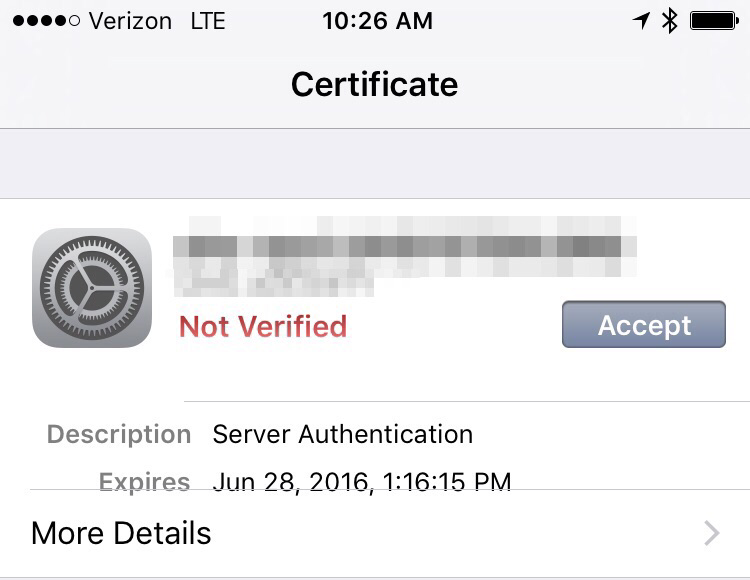 Verizon LTE 10:26 AM
Certificate
Not Verified
Accept
Description Server Authentication
Expires Jun 28, 2016, 1:16:15 PM
More Details